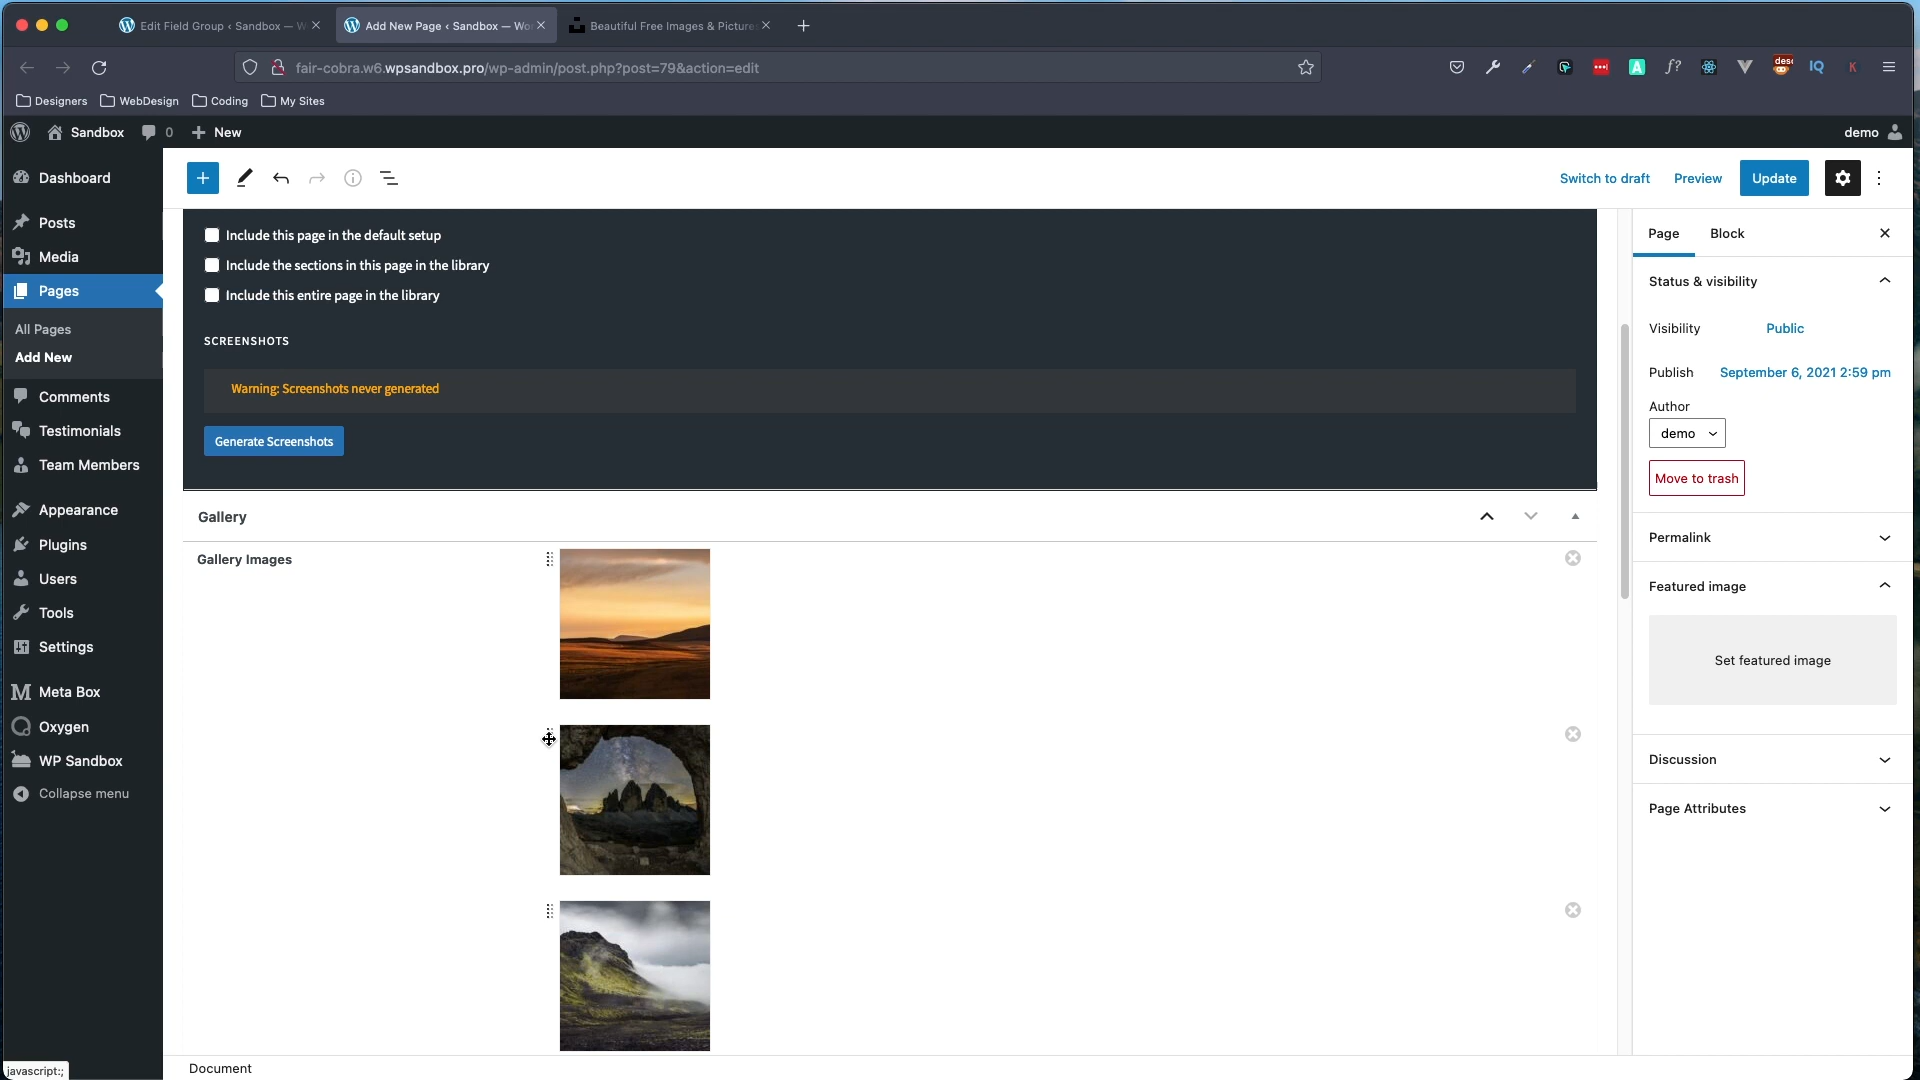 Edit Field Group ‹ Sandbox — W
Add New Page ‹ Sandbox — Wo
Beautiful Free Images & Picture
fair-cobra.w6.wpsandbox.pro/wp-admin/post.php?post=79&action=edit
Designers
WebDesign
Coding
My Sites
Sandbox
0
New
demo
Dashboard
Posts
Media
Pages
All Pages
Add New
Comments
Testimonials
Team Members
Appearance
Plugins
Users
Tools
Settings
Meta Box
Oxygen
WP Sandbox
Collapse menu
javascript:;
Switch to draft
Preview
Update
Include this page in the default setup
Include the sections in this page in the library
Include this entire page in the library
SCREENSHOTS
Warning: Screenshots never generated
Generate Screenshots
Gallery
Gallery Images
Document
Page
Block
Status & visibility
Visibility
Public
Publish
September 6, 2021 2:59 pm
Author
demo
Move to trash
Permalink
Featured image
Set featured image
Discussion
Page Attributes